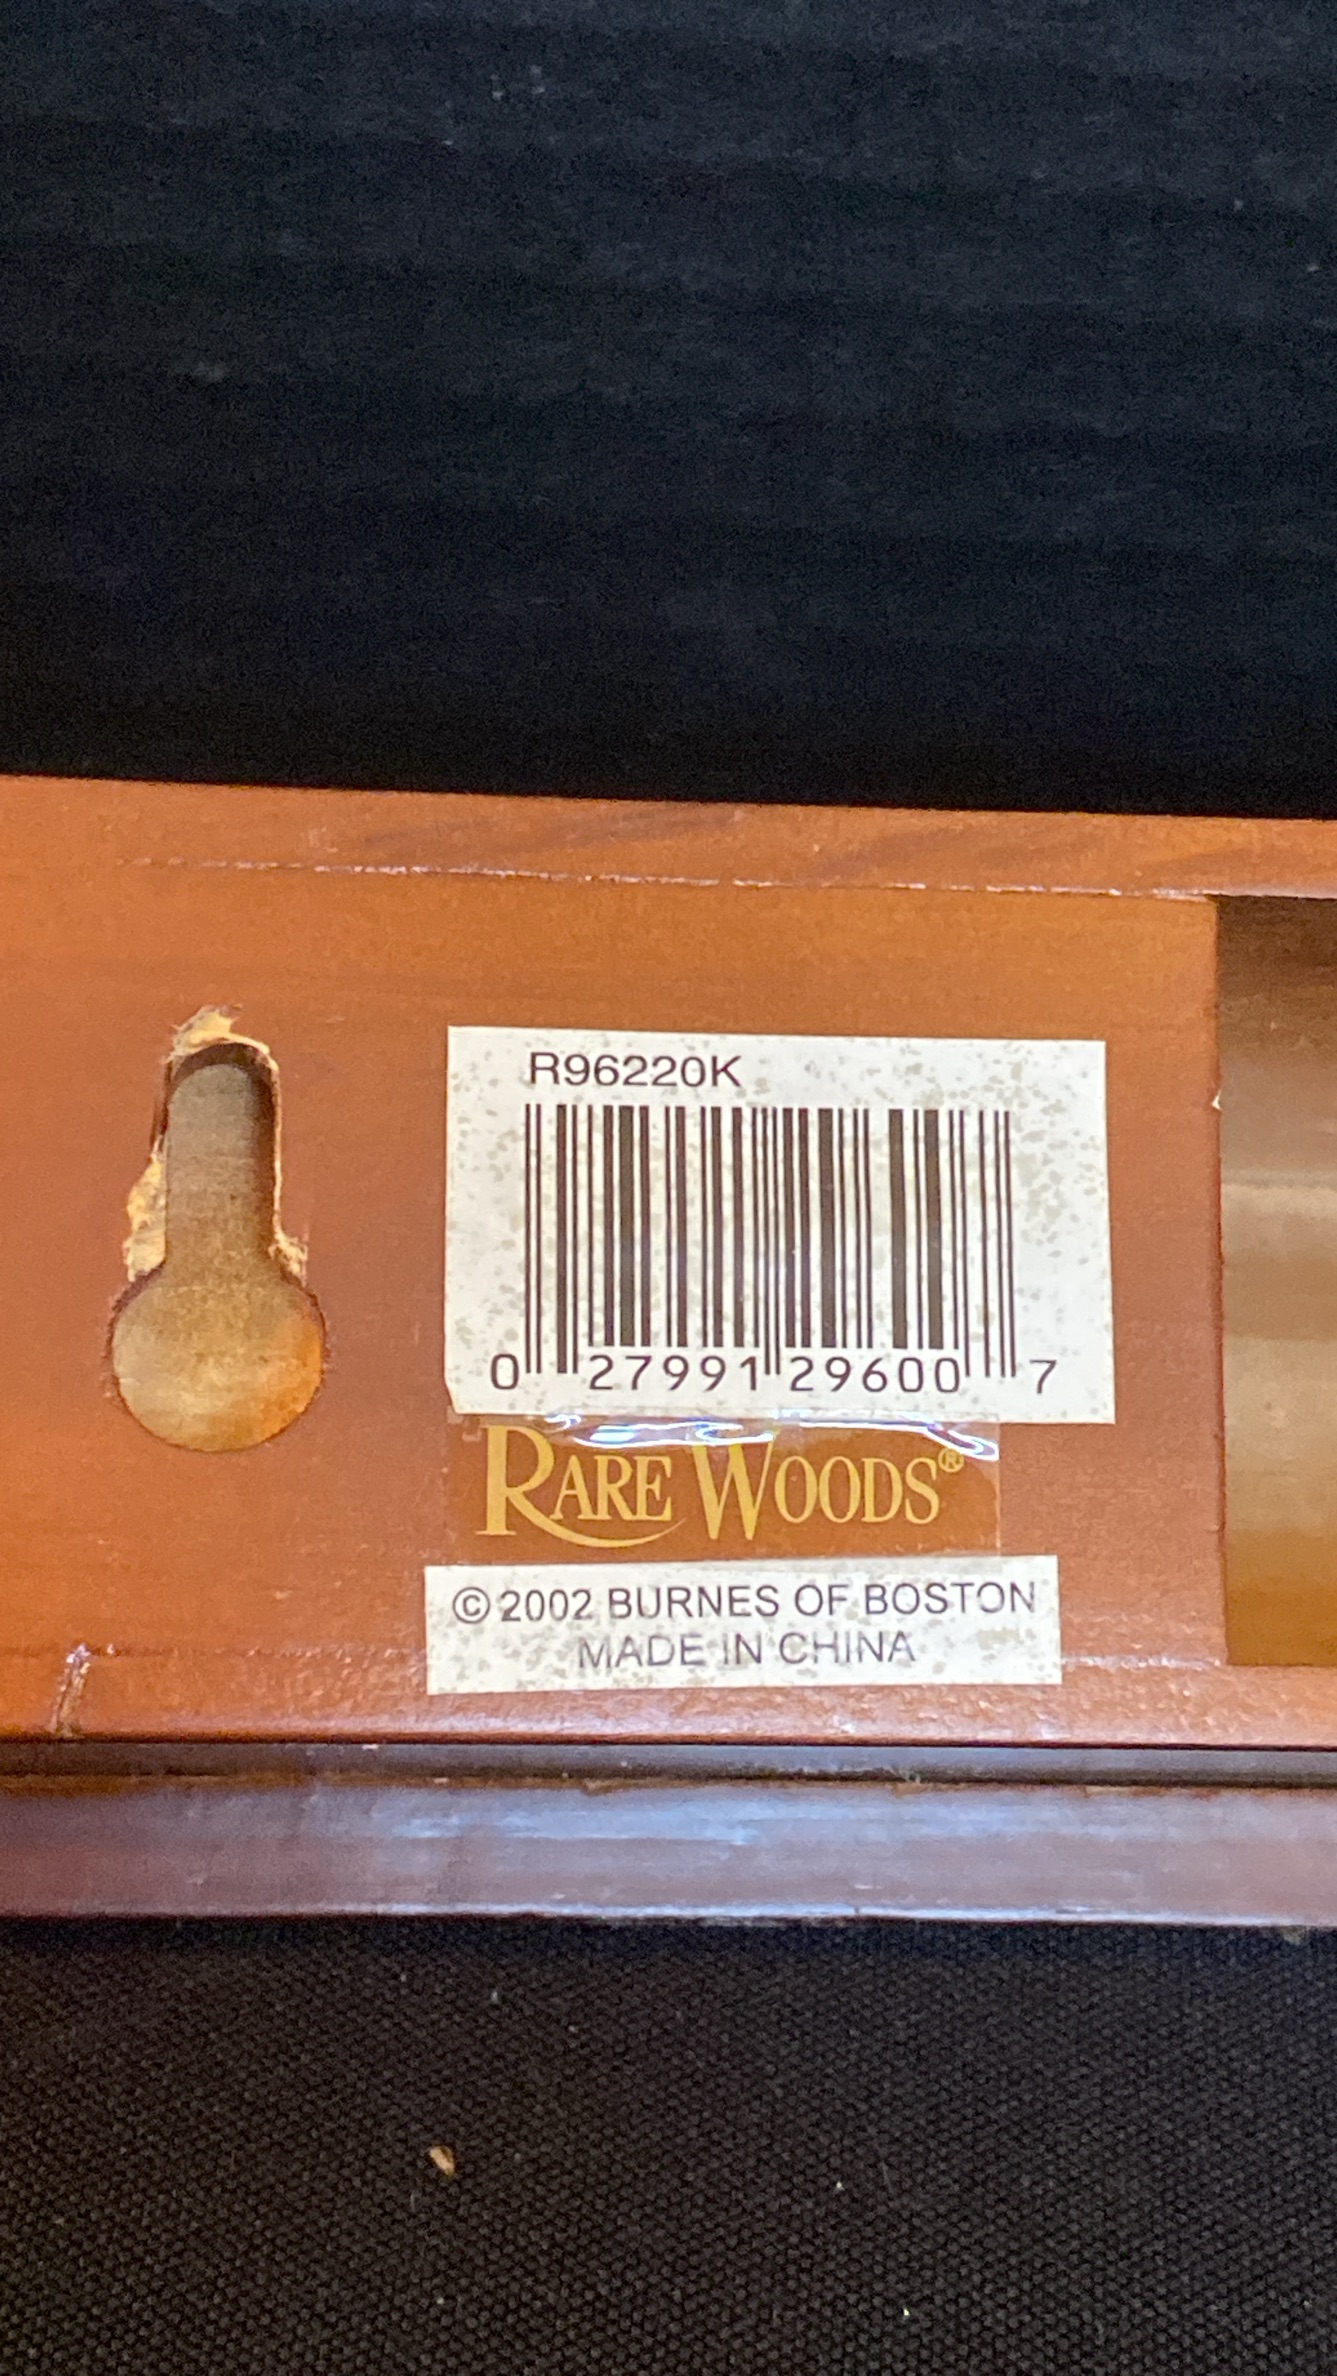 R96220K
0 27991 29600 7
RARE WOODS®
© 2002 BURNES OF BOSTON
MADE IN CHINA